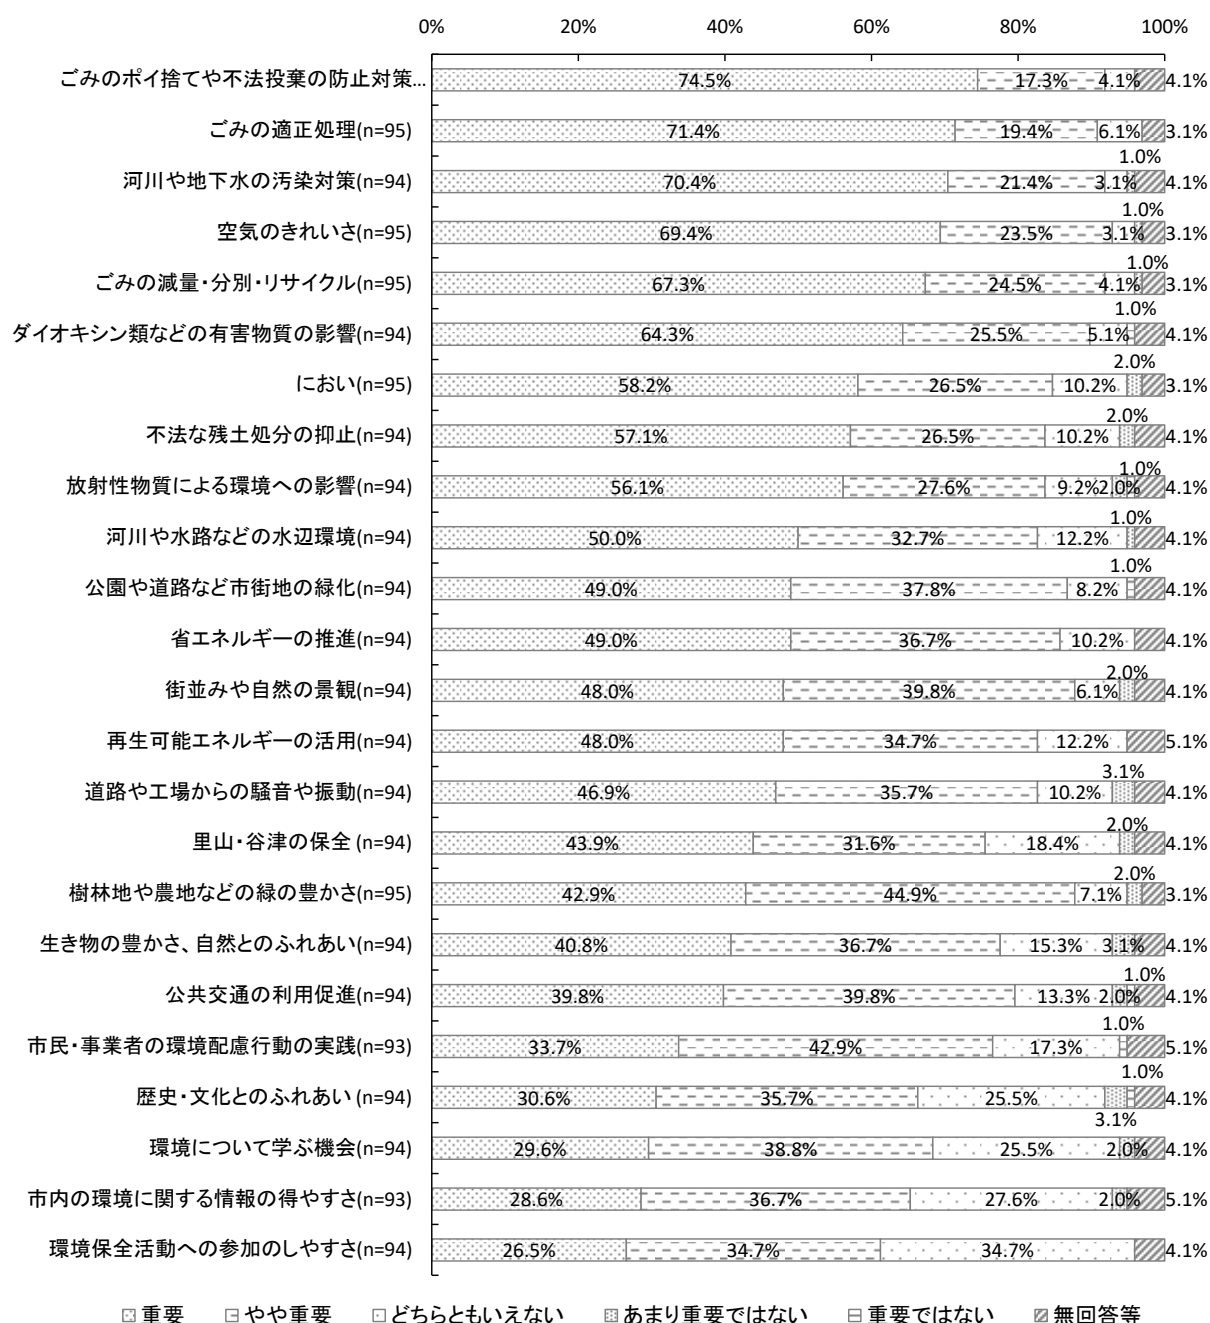 0% 20% 40% 60% 80% 100%
ごみのポイ捨てや不法投棄の防止対策... 74.5% 17.3% 4.1% 4.1%
ごみの適正処理(n=95) 71.4% 19.4% 6.1% 3.1%
1.0%
河川や地下水の汚染対策(n=94) 70.4% 21.4% 3.1% 4.1%
1.0%
空気のきれいさ(n=95) 69.4% 23.5% 3.1% 3.1%
1.0%
ごみの減量・分別・リサイクル(n=95) 67.3% 24.5% 4.1% 3.1%
1.0%
ダイオキシン類などの有害物質の影響(n=94) 64.3% 25.5% 5.1% 4.1%
2.0%
におい(n=95) 58.2% 26.5% 10.2% 3.1%
2.0%
不法な残土処分の抑止(n=94) 57.1% 26.5% 10.2% 4.1%
1.0%
放射性物質による環境への影響(n=94) 56.1% 27.6% 9.2% 2.0% 4.1%
1.0%
河川や水路などの水辺環境(n=94) 50.0% 32.7% 12.2% 4.1%
1.0%
公園や道路など市街地の緑化(n=94) 49.0% 37.8% 8.2% 4.1%
省エネルギーの推進(n=94) 49.0% 36.7% 10.2% 4.1%
2.0%
街並みや自然の景観(n=94) 48.0% 39.8% 6.1% 4.1%
再生可能エネルギーの活用(n=94) 48.0% 34.7% 12.2% 5.1%
3.1%
道路や工場からの騒音や振動(n=94) 46.9% 35.7% 10.2% 4.1%
2.0%
里山・谷津の保全 (n=94) 43.9% 31.6% 18.4% 4.1%
2.0%
樹林地や農地などの緑の豊かさ(n=95) 42.9% 44.9% 7.1% 3.1%
生き物の豊かさ、自然とのふれあい(n=94) 40.8% 36.7% 15.3% 3.1% 4.1%
1.0%
公共交通の利用促進(n=94) 39.8% 39.8% 13.3% 2.0% 4.1%
1.0%
市民・事業者の環境配慮行動の実践(n=93) 33.7% 42.9% 17.3% 5.1%
1.0%
歴史・文化とのふれあい (n=94) 30.6% 35.7% 25.5% 4.1%
3.1%
環境について学ぶ機会(n=94) 29.6% 38.8% 25.5% 2.0% 4.1%
市内の環境に関する情報の得やすさ(n=93) 28.6% 36.7% 27.6% 2.0% 5.1%
環境保全活動への参加のしやすさ(n=94) 26.5% 34.7% 34.7% 4.1%
重要 やや重要 どちらともいえない あまり重要ではない 重要ではない 無回答等